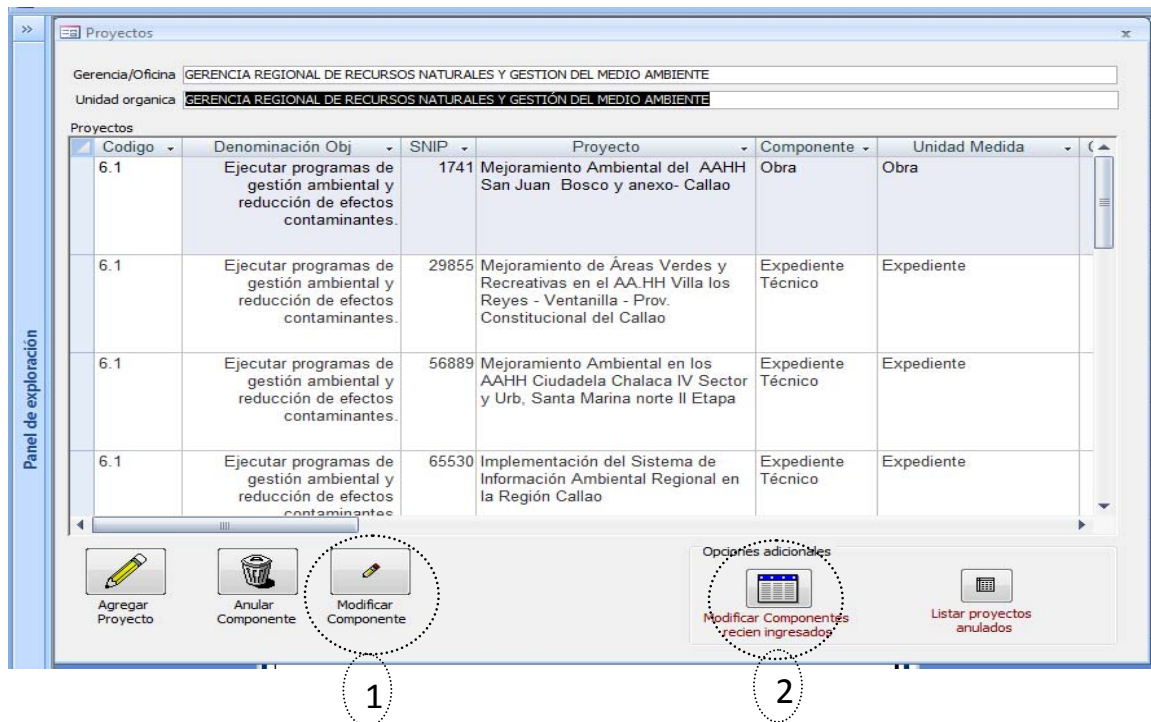 »
Proyectos
x
Gerencia/Oficina GERENCIA REGIONAL DE RECURSOS NATURALES Y GESTION DEL MEDIO AMBIENTE
Unidad organica GERENCIA REGIONAL DE RECURSOS NATURALES Y GESTIÓN DEL MEDIO AMBIENTE
Proyectos
Codigo Denominación Obj SNIP Proyecto Componente Unidad Medida
6.1 Ejecutar programas de 1741 Mejoramiento Ambiental del AAHH Obra Obra
gestión ambiental y San Juan Bosco y anexo- Callao
reducción de efectos
contaminantes.
6.1 Ejecutar programas de 29855 Mejoramiento de Áreas Verdes y Expediente Expediente
gestión ambiental y Recreativas en el AA.HH Villa los Técnico
reducción de efectos Reyes - Ventanilla - Prov.
contaminantes. Constitucional del Callao
6.1 Ejecutar programas de 56889 Mejoramiento Ambiental en los Expediente Expediente
gestión ambiental y AAHH Ciudadela Chalaca IV Sector Técnico
reducción de efectos y Urb, Santa Marina norte II Etapa
contaminantes.
6.1 Ejecutar programas de 65530 Implementación del Sistema de Expediente Expediente
gestión ambiental y Información Ambiental Regional en Técnico
reducción de efectos la Región Callao
contaminantes
Panel de exploración
Agregar Proyecto
Anular Componente
Modificar Componente
Opciones adicionales
Modificar Componentes
recien ingresados
Listar proyectos
anulados
1
2